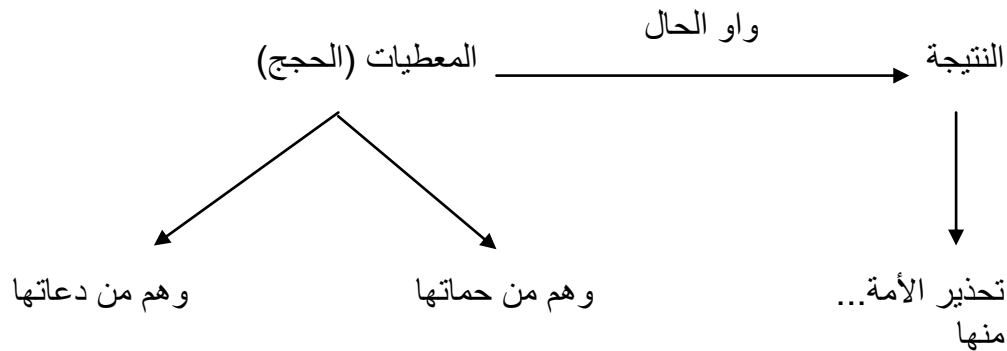 واو الحال
النتيجة
المعطيات (الحجج)
تحذير الأمة...
منها
وهم من حماتها
وهم من دعاتها